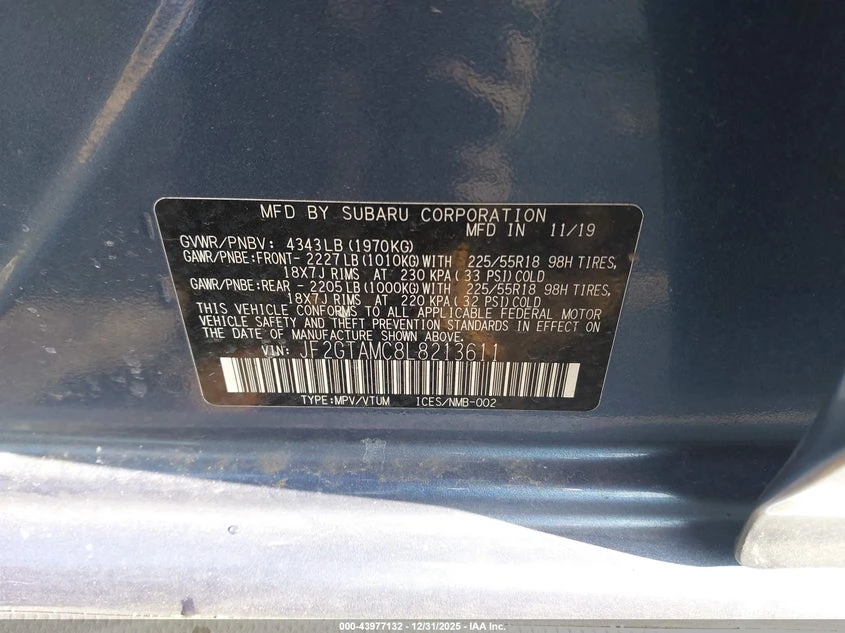 MFD BY SUBARU CORPORATION
MFD IN 11/19
GVWR/PNBV: 4343LB(1970KG)
GAWR/PNBE:FRONT- 2227LB(1010KG)WITH 225/55R18 98H TIRES,
18X7J RIMS AT 230 KPA(33 PSI)COLD
GAWR/PNBE:REAR - 2205LB(1000KG)WITH 225/55R18 98H TIRES,
18X7J RIMS AT 220 KPA(32 PSI)COLD
THIS VEHICLE CONFORMS TO ALL APPLICABLE FEDERAL MOTOR
VEHICLE SAFETY AND THEFT PREVENTION STANDARDS IN EFFECT ON
THE DATE OF MANUFACTURE SHOWN ABOVE.
VIN: JF2GTAMC8L8213611
TYPE:MPV/VTUM ICES/NMB-002
000-43977132 - 12/31/2025 - IAA Inc.